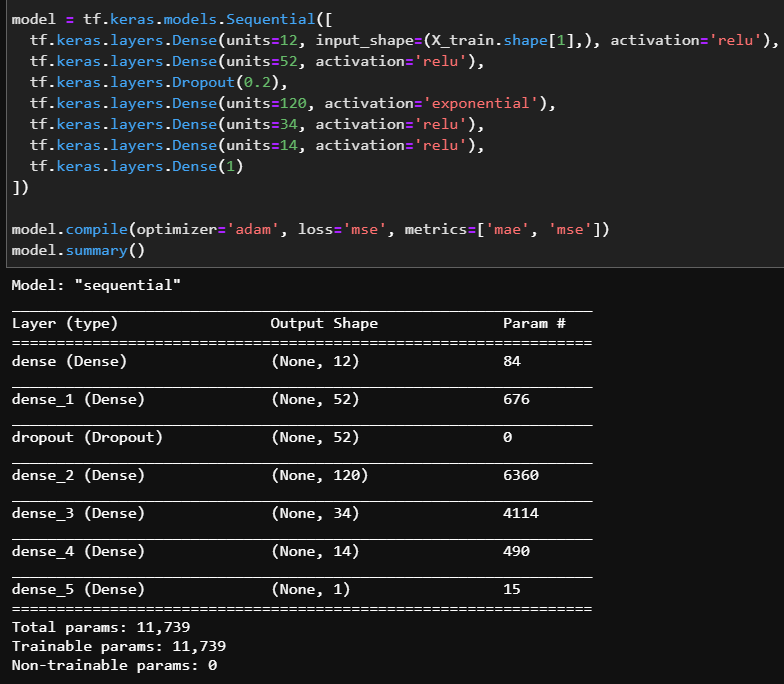 model = tf.keras.models.Sequential([
  tf.keras.layers.Dense(units=12, input_shape=(X_train.shape[1],), activation='relu'),
  tf.keras.layers.Dense(units=52, activation='relu'),
  tf.keras.layers.Dropout(0.2),
  tf.keras.layers.Dense(units=120, activation='exponential'),
  tf.keras.layers.Dense(units=34, activation='relu'),
  tf.keras.layers.Dense(units=14, activation='relu'),
  tf.keras.layers.Dense(1)
])

model.compile(optimizer='adam', loss='mse', metrics=['mae', 'mse'])
model.summary()
Model: "sequential"
_________________________________________________________________
Layer (type)                 Output Shape              Param #
=================================================================
dense (Dense)                (None, 12)                84
_________________________________________________________________
dense_1 (Dense)              (None, 52)                676
_________________________________________________________________
dropout (Dropout)            (None, 52)                0
_________________________________________________________________
dense_2 (Dense)              (None, 120)               6360
_________________________________________________________________
dense_3 (Dense)              (None, 34)                4114
_________________________________________________________________
dense_4 (Dense)              (None, 14)                490
_________________________________________________________________
dense_5 (Dense)              (None, 1)                 15
=================================================================
Total params: 11,739
Trainable params: 11,739
Non-trainable params: 0